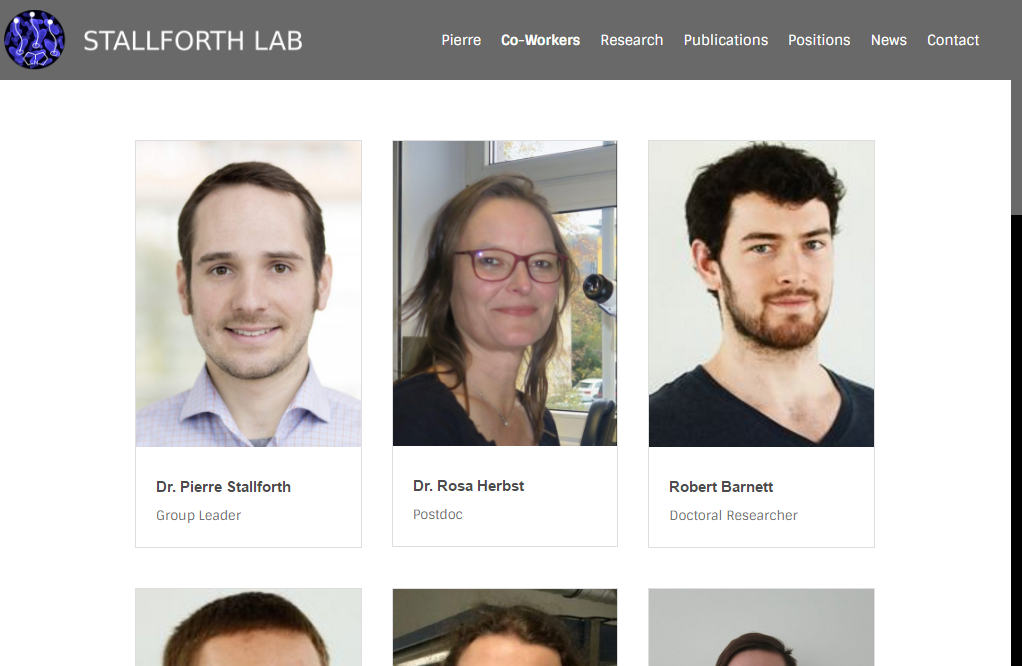 STALLFORTH LAB
Pierre Co-Workers Research Publications Positions News Contact
Dr. Pierre Stallforth
Group Leader
Dr. Rosa Herbst
Postdoc
Robert Barnett
Doctoral Researcher